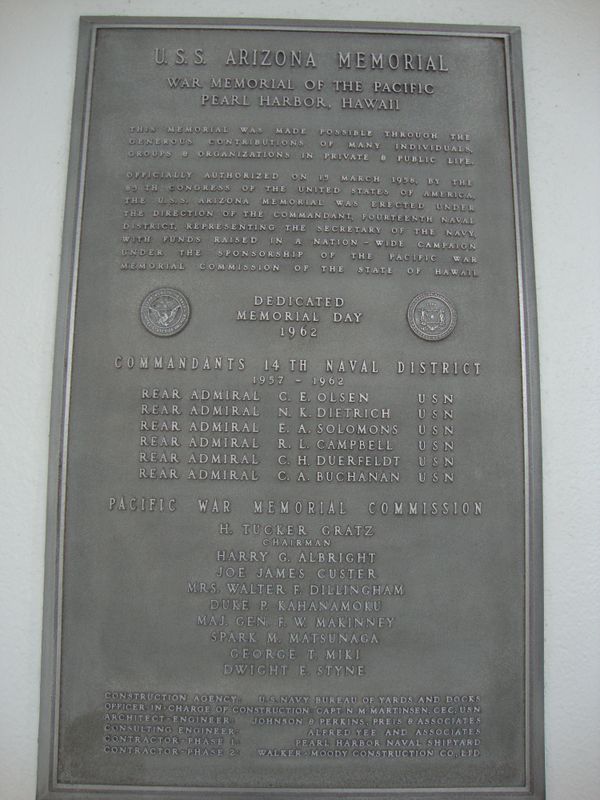 U.S.S. ARIZONA MEMORIAL
WAR MEMORIAL OF THE PACIFIC
PEARL HARBOR, HAWAII
THIS MEMORIAL WAS MADE POSSIBLE THROUGH THE
GENEROUS CONTRIBUTIONS OF MANY INDIVIDUALS,
GROUPS & ORGANIZATIONS IN PRIVATE & PUBLIC LIFE.
OFFICIALLY AUTHORIZED ON 15 MARCH 1958, BY THE
85TH CONGRESS OF THE UNITED STATES OF AMERICA,
THE U.S.S. ARIZONA MEMORIAL WAS ERECTED UNDER
THE DIRECTION OF THE COMMANDANT, FOURTEENTH NAVAL
DISTRICT, REPRESENTING THE SECRETARY OF THE NAVY,
WITH FUNDS RAISED IN A NATION-WIDE CAMPAIGN
UNDER THE SPONSORSHIP OF THE PACIFIC WAR
MEMORIAL COMMISSION OF THE STATE OF HAWAII
DEDICATED
MEMORIAL DAY
1962
COMMANDANTS 14TH NAVAL DISTRICT
1957 - 1962
REAR ADMIRAL C. E. OLSEN USN
REAR ADMIRAL N. K. DIETRICH USN
REAR ADMIRAL E. A. SOLOMONS USN
REAR ADMIRAL R. L. CAMPBELL USN
REAR ADMIRAL C. H. DUERFELDT USN
REAR ADMIRAL C. A. BUCHANAN USN
PACIFIC WAR MEMORIAL COMMISSION
H. TUCKER GRATZ
CHAIRMAN
HARRY G. ALBRIGHT
JOE JAMES CUSTER
MRS. WALTER F. DILLINGHAM
DUKE P. KAHANAMOKU
MAJ. GEN. F. W. MAKINNEY
SPARK M. MATSUNAGA
GEORGE T. MIKI
DWIGHT E. STYNE
CONSTRUCTION AGENCY: U.S. NAVY BUREAU OF YARDS AND DOCKS
OFFICER-IN-CHARGE OF CONSTRUCTION CAPT. N. M. MARTINSEN, CEC, USN
ARCHITECT-ENGINEER: JOHNSON & PERKINS, PREIS & ASSOCIATES
CONSULTING ENGINEER: ALFRED YEE AND ASSOCIATES
CONTRACTOR-PHASE 1: PEARL HARBOR NAVAL SHIPYARD
CONTRACTOR-PHASE 2: WALKER-MOODY CONSTRUCTION CO., LTD